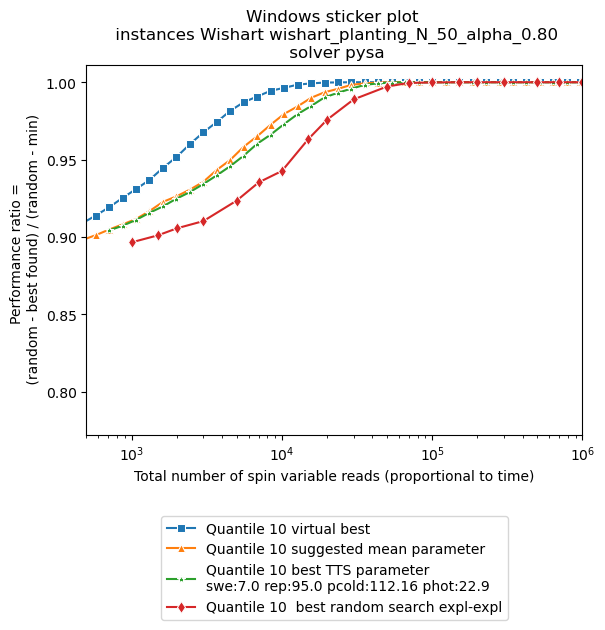 Windows sticker plot
instances Wishart wishart_planting_N_50_alpha_0.80
solver pysa
Performance ratio =
(random - best found) / (random - min)
1.00
0.95
0.90
0.85
0.80
10³
10⁴
10⁵
10⁶
Total number of spin variable reads (proportional to time)
Quantile 10 virtual best
Quantile 10 suggested mean parameter
Quantile 10 best TTS parameter
swe:7.0 rep:95.0 pcold:112.16 phot:22.9
Quantile 10  best random search expl-expl